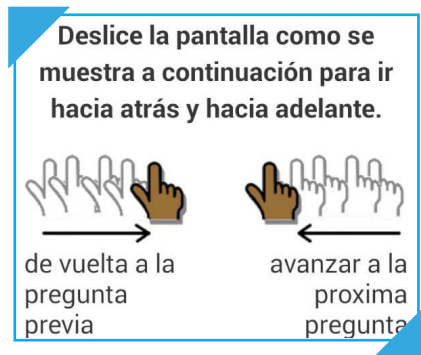 Deslice la pantalla como se
muestra a continuación para ir
hacia atrás y hacia adelante.
de vuelta a la
pregunta
previa
avanzar a la
proxima
pregunta